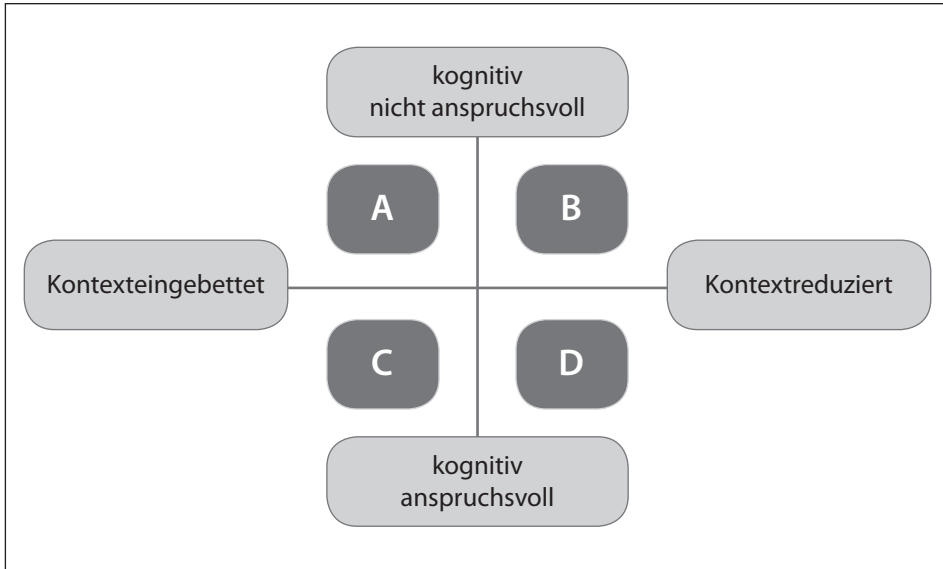 kognitiv
nicht anspruchsvoll
A
B
Kontexteingebettet
Kontextreduziert
C
D
kognitiv
anspruchsvoll